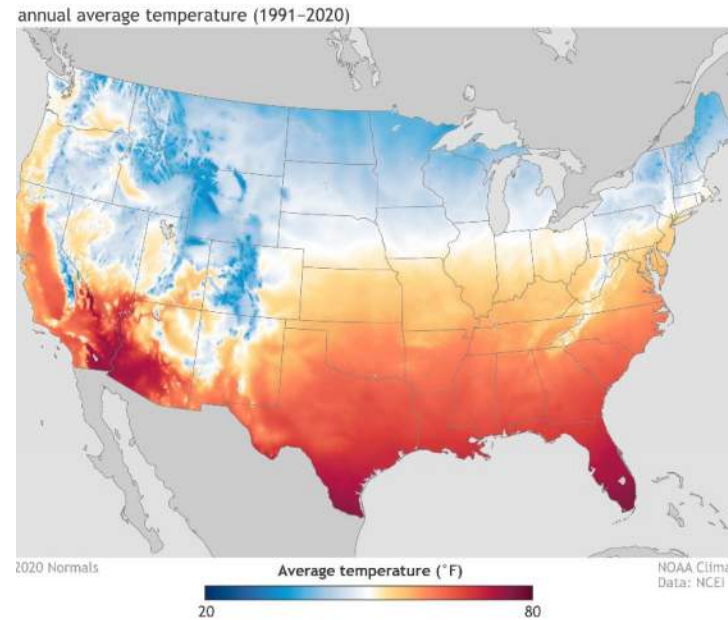 annual average temperature (1991–2020)
2020 Normals
Average temperature (°F)
20
80
NOAA Clima
Data: NCEI